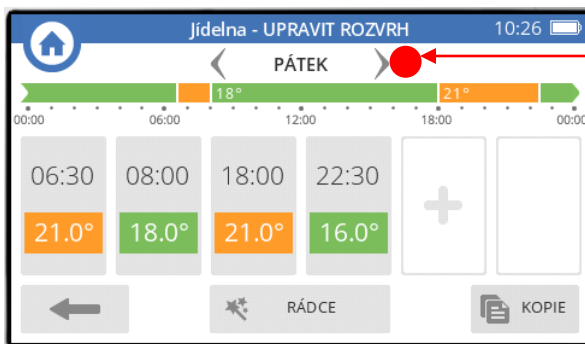 Jídelna - UPRAVIT ROZVRH 10:26
PÁTEK
18° 21°
00:00 06:00 12:00 18:00 00:00
06:30 08:00 18:00 22:30
21.0° 18.0° 21.0° 16.0°
RÁDCE KOPIE